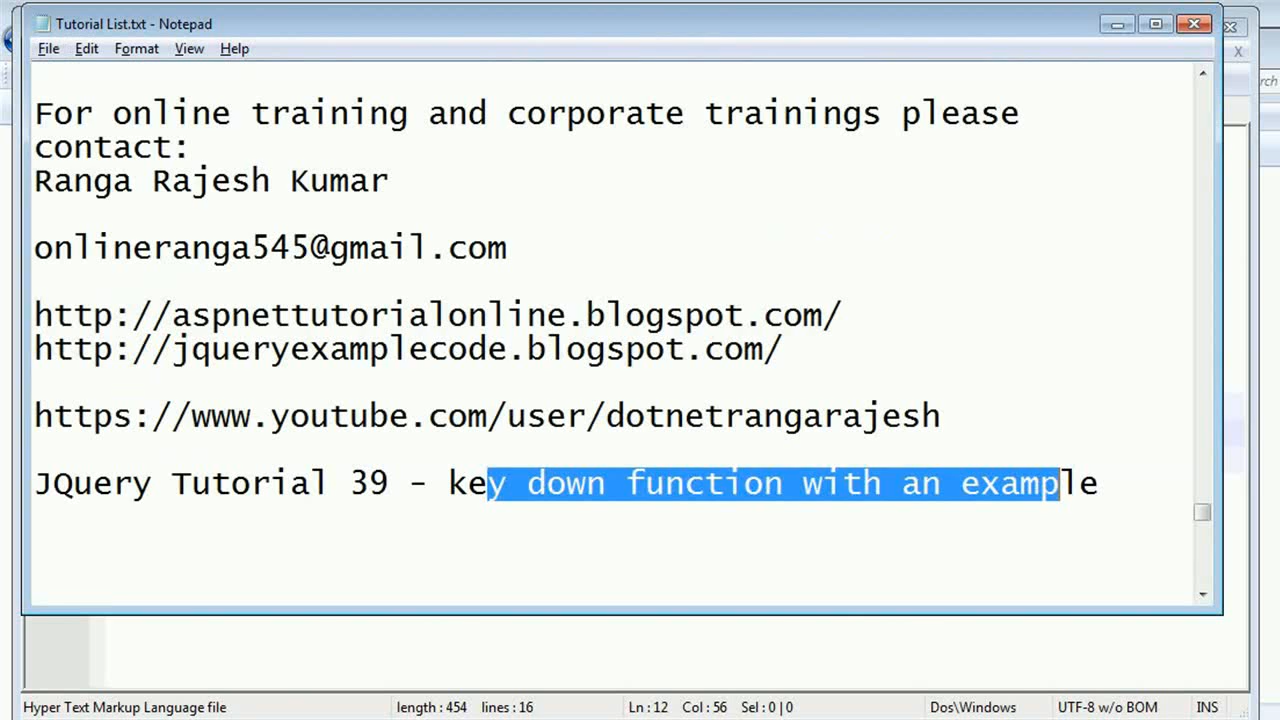 Tutorial List.txt - Notepad
File Edit Format View Help
For online training and corporate trainings please
contact:
Ranga Rajesh Kumar
onlineranga545@gmail.com
http://aspnettutorialonline.blogspot.com/
http://jqueryexamplecode.blogspot.com/
https://www.youtube.com/user/dotnetrangarajesh
JQuery Tutorial 39 - key down function with an example
Hyper Text Markup Language file length : 454 lines : 16 Ln : 12 Col : 56 Sel : 0 | 0 Dos\Windows UTF-8 w/o BOM INS